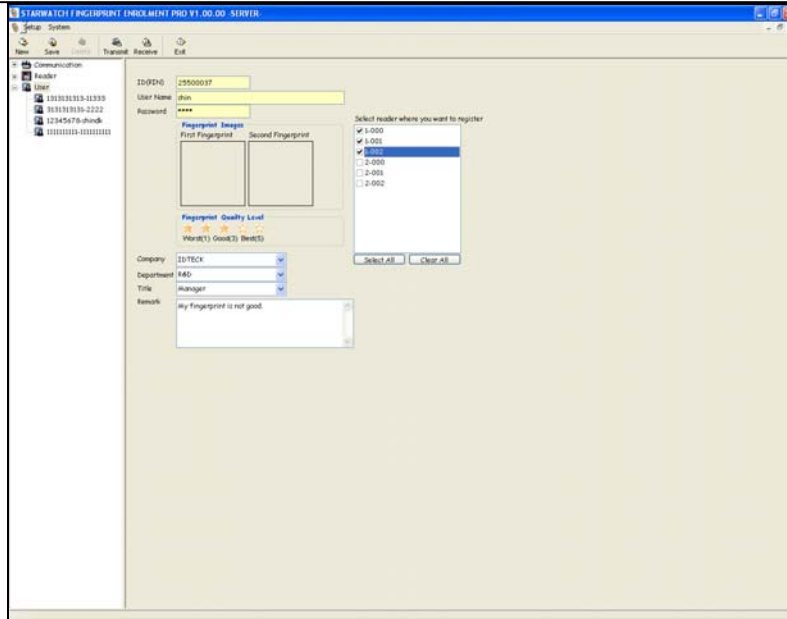 STARWATCH FINGERPRINT ENROLMENT PRO V1.00.00 -SERVER-
Setup System
New Save Delete Transmit Receive Exit
Communication
Reader
User
1313131313-11333
3131313131-2222
12345678-shindk
1111111111-1111111111
ID(PIN) 25500037
User Name shin
Password ****
Fingerprint Images
First Fingerprint Second Fingerprint
Fingerprint Quality Level
Worst(1) Good(3) Best(5)
Select reader where you want to register
1-000
1-001
1-002
2-000
2-001
2-002
Select All Clear All
Company IDTECK
Department R&D
Title Manager
Remark My fingerprint is not good.